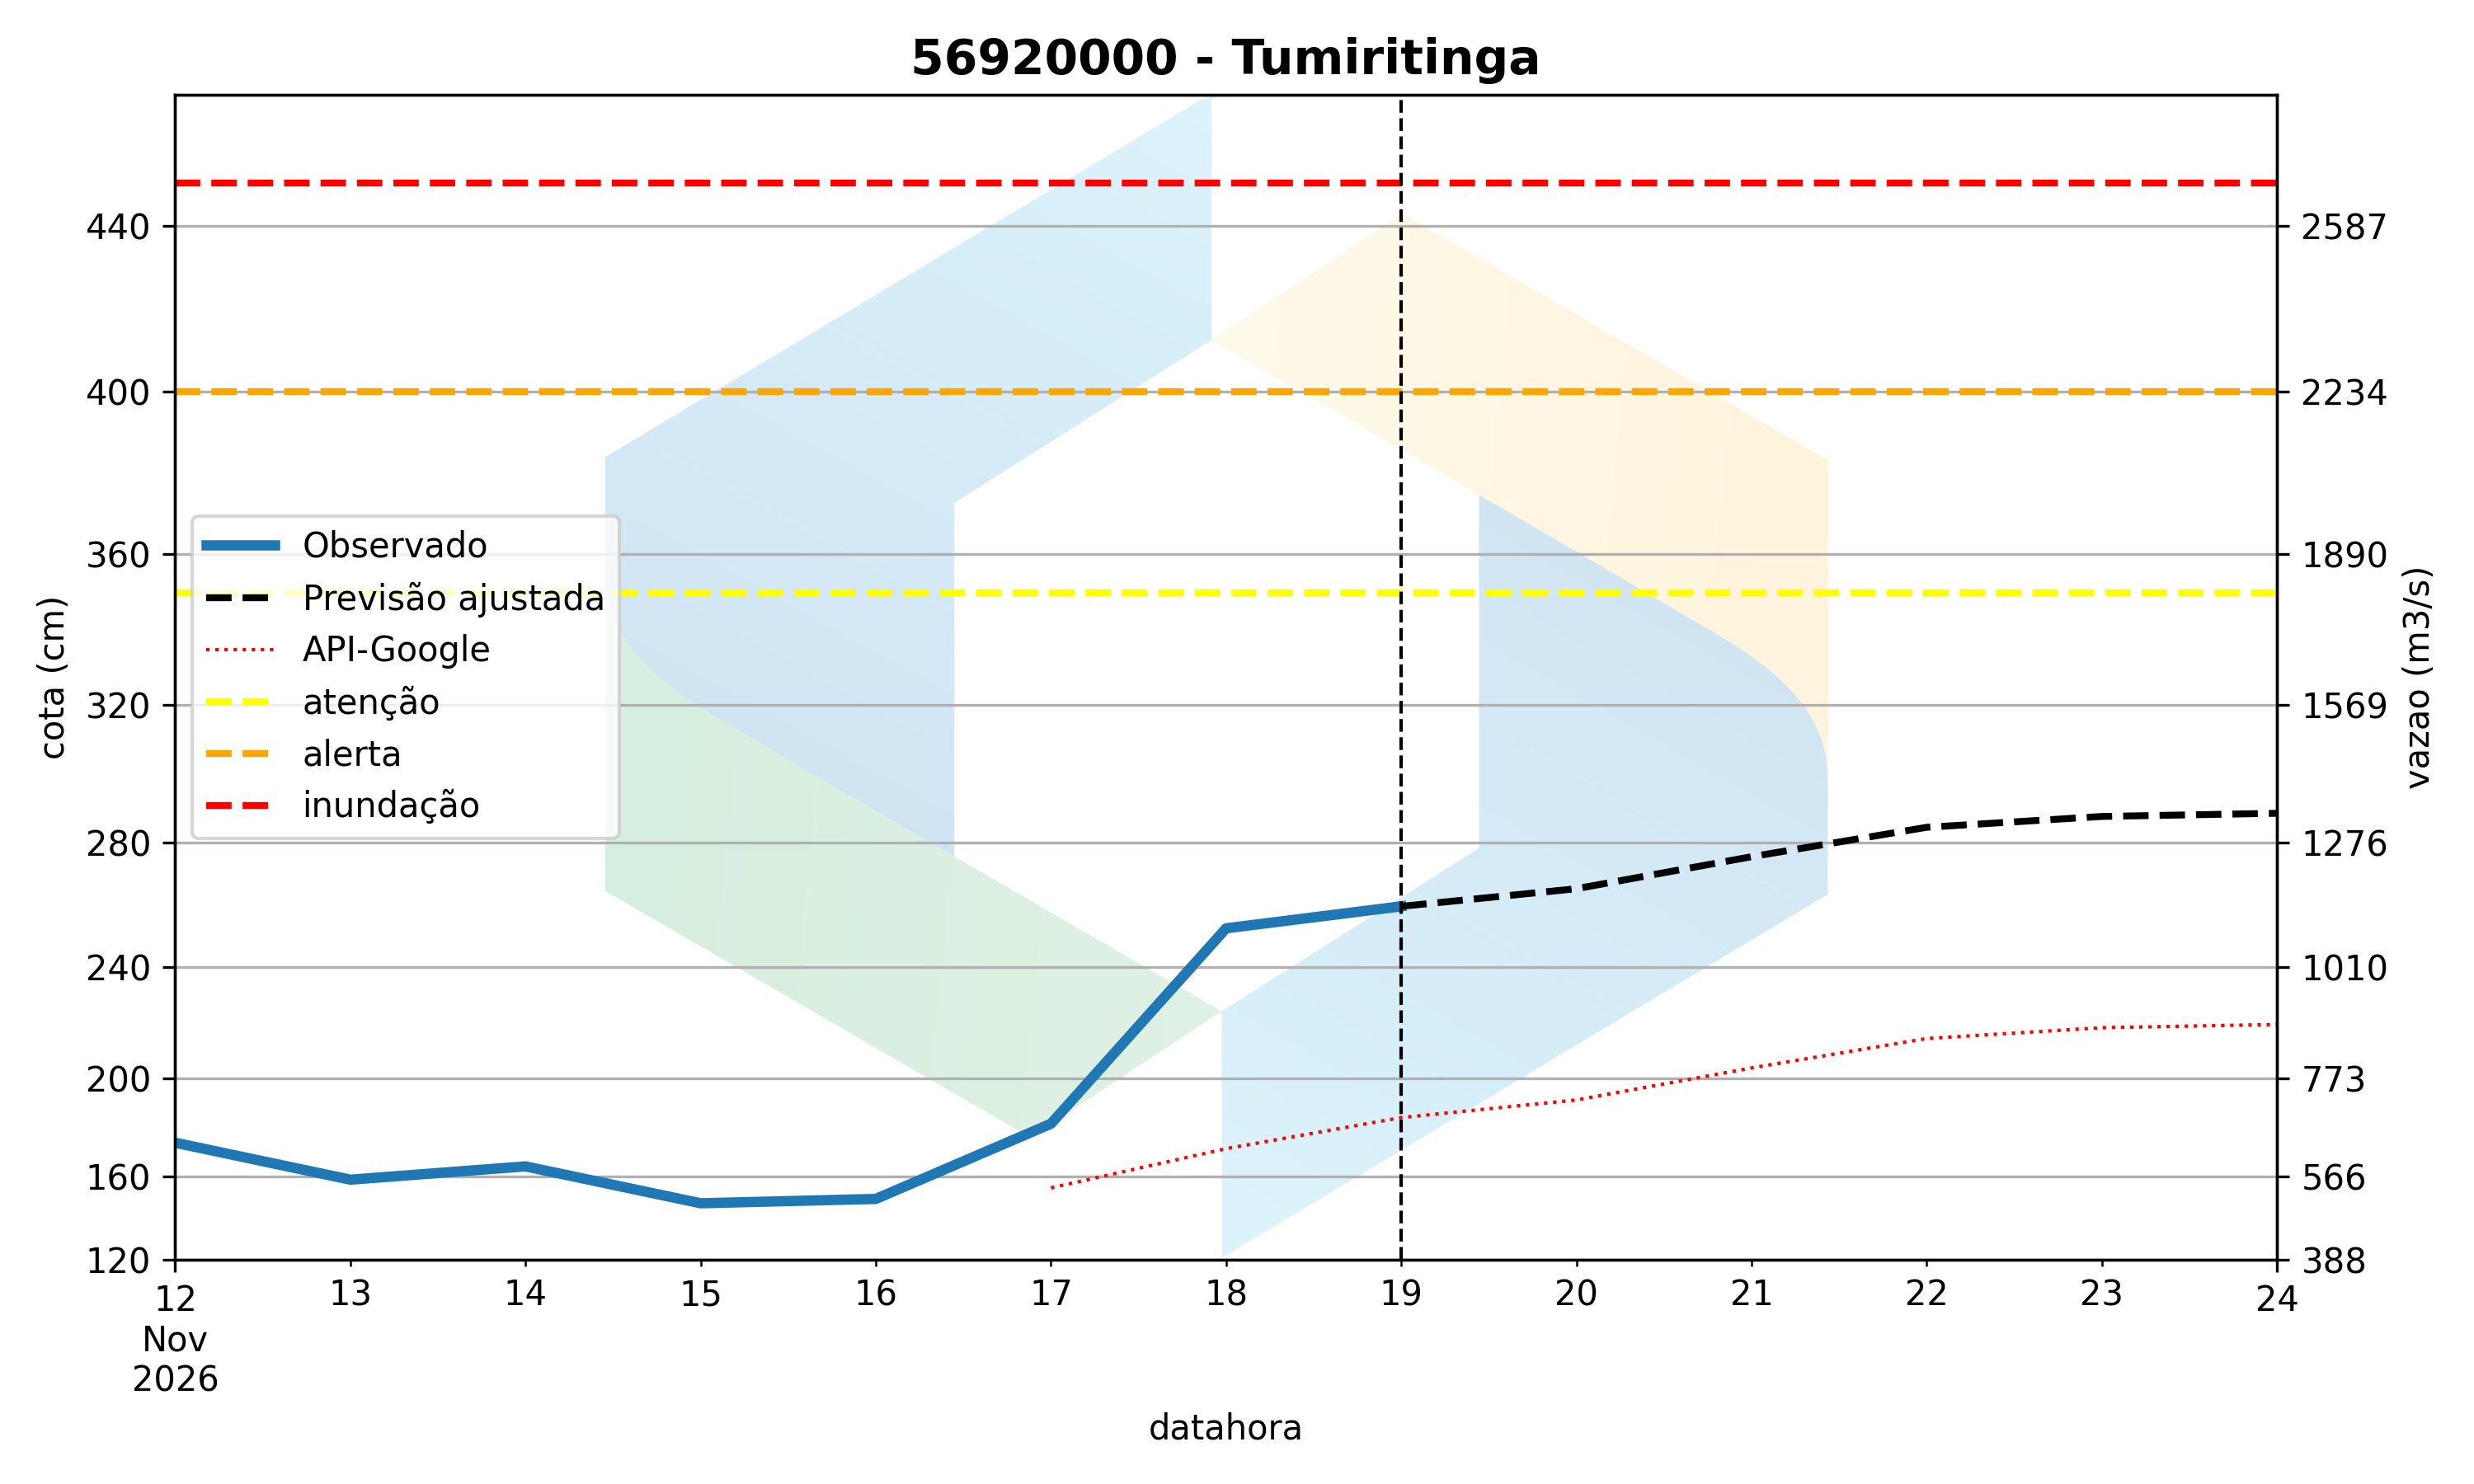 56920000 - Tumiritinga
cota (cm)
440
400
360
320
280
240
200
160
120
Observado
Previsão ajustada
API-Google
atenção
alerta
inundação
2587
2234
1890
1569
1276
1010
773
566
388
vazao (m3/s)
12 13 14 15 16 17 18 19 20 21 22 23 24
Nov
2026
datahora